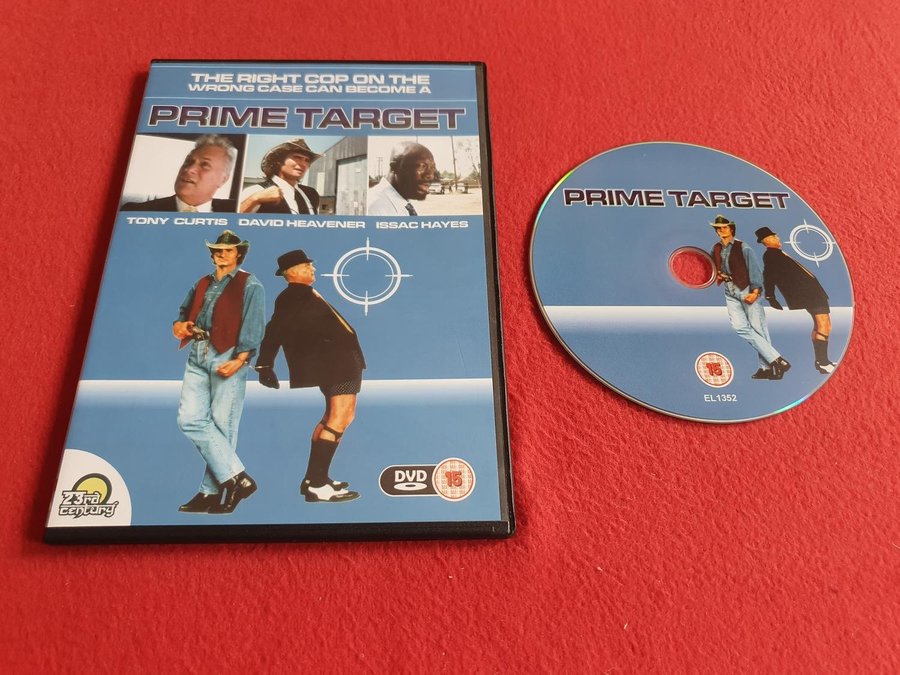 THE RIGHT COP ON THE
WRONG CASE CAN BECOME A
PRIME TARGET
TONY CURTIS DAVID HEAVENER ISSAC HAYES
23rd
century
DVD
15
PRIME TARGET
15
EL1352